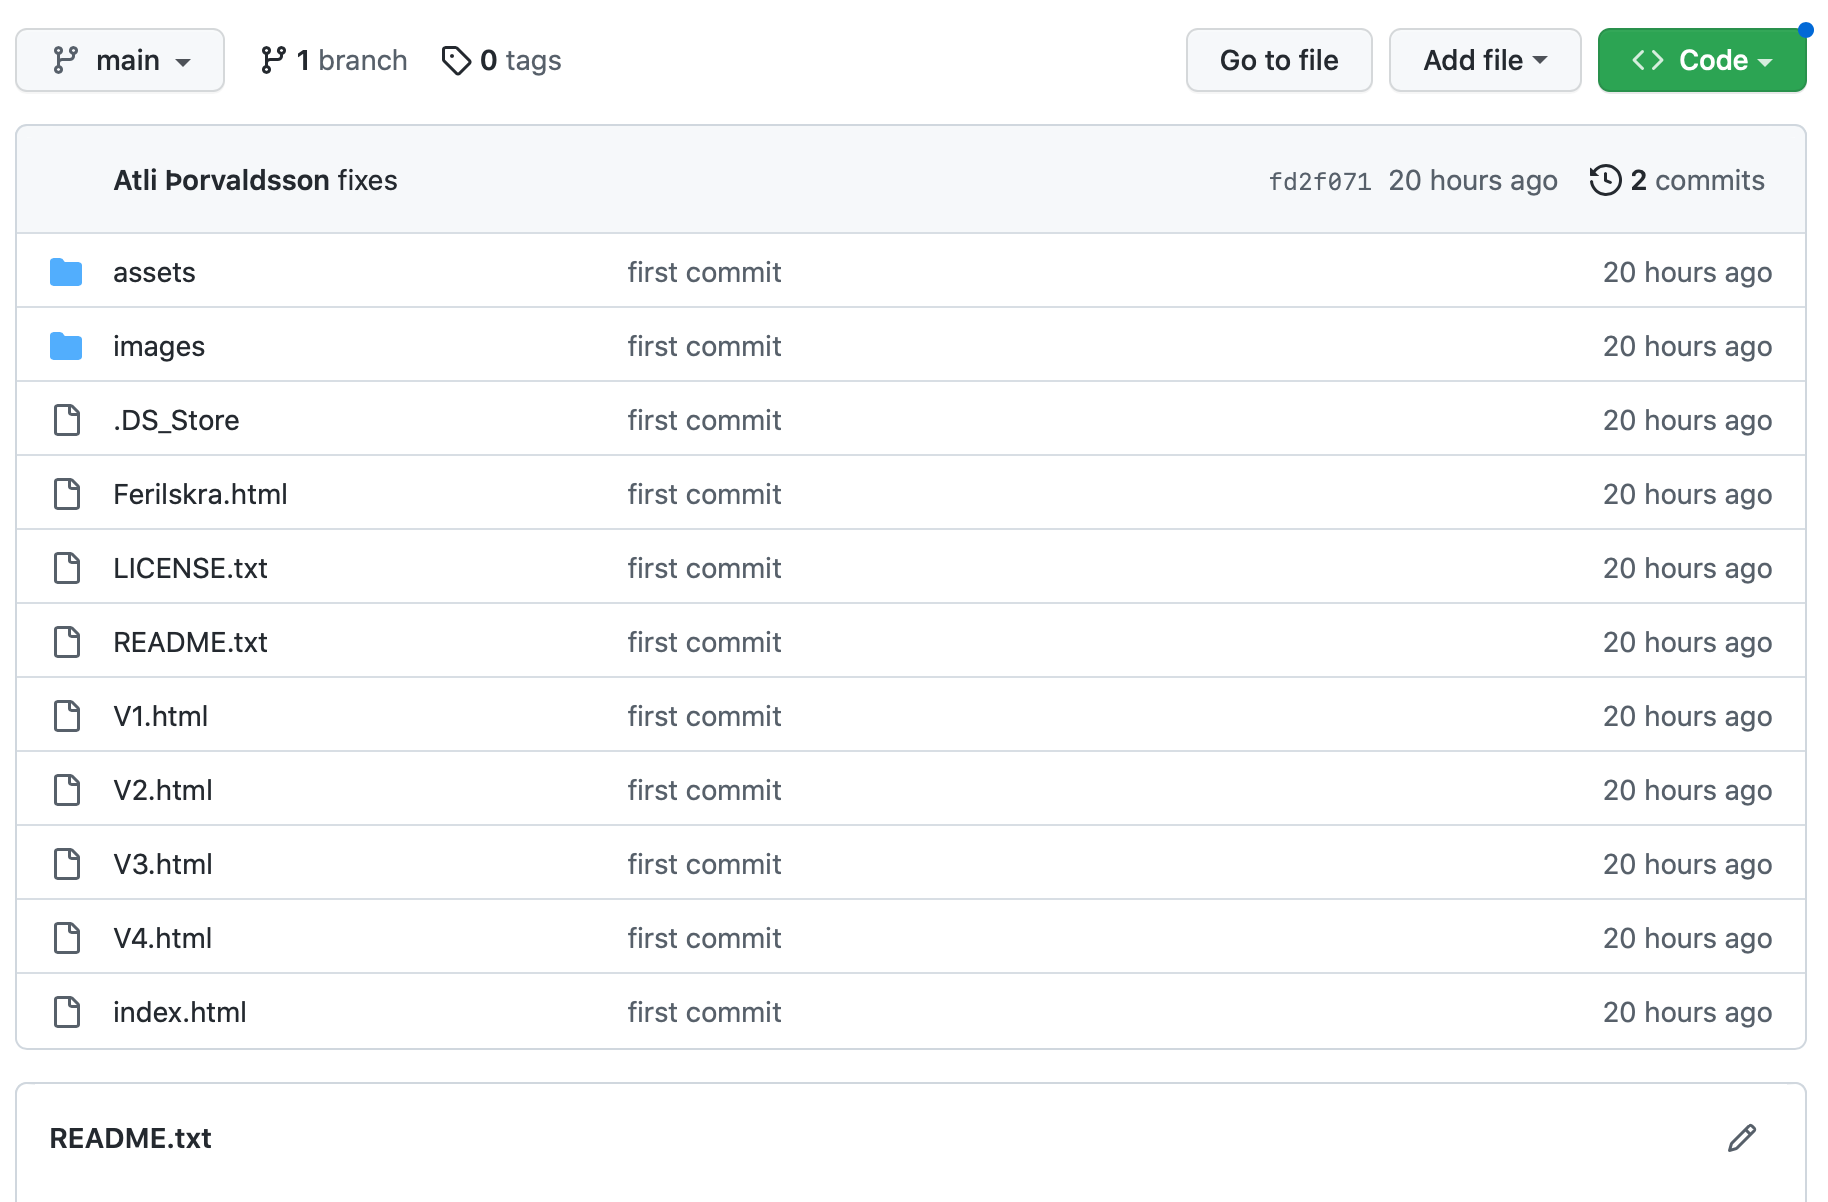 main 1 branch 0 tags Go to file Add file Code
Atli Þorvaldsson fixes fd2f071 20 hours ago 2 commits
assets first commit 20 hours ago
images first commit 20 hours ago
.DS_Store first commit 20 hours ago
Ferilskra.html first commit 20 hours ago
LICENSE.txt first commit 20 hours ago
README.txt first commit 20 hours ago
V1.html first commit 20 hours ago
V2.html first commit 20 hours ago
V3.html first commit 20 hours ago
V4.html first commit 20 hours ago
index.html first commit 20 hours ago
README.txt